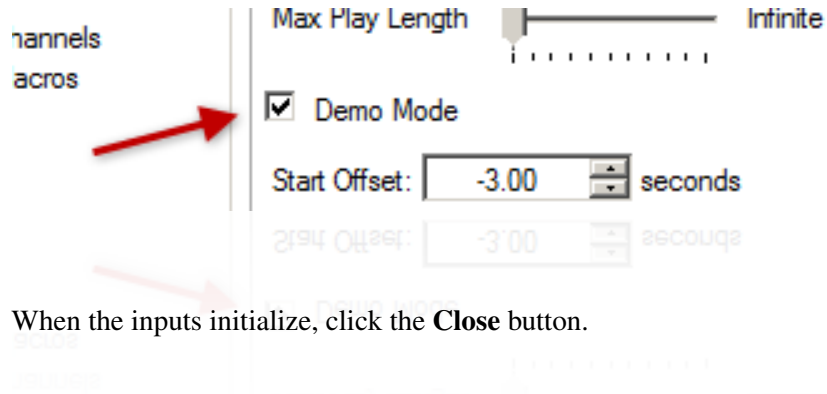 Max Play Length Infinite
hannels
acros
Demo Mode
Start Offset: -3.00 seconds
When the inputs initialize, click the Close button.